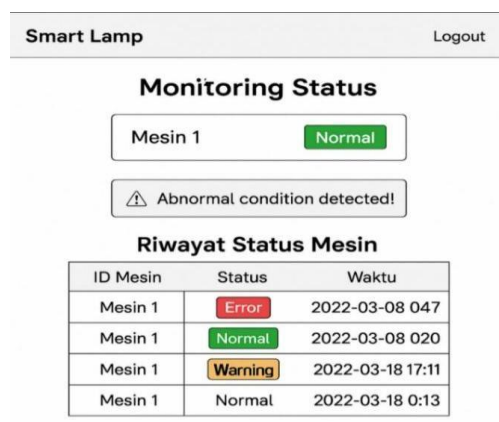 Smart Lamp Logout
Monitoring Status
Mesin 1 Normal
Abnormal condition detected!
Riwayat Status Mesin
ID Mesin Status Waktu
Mesin 1 Error 2022-03-08 047
Mesin 1 Normal 2022-03-08 020
Mesin 1 Warning 2022-03-18 17:11
Mesin 1 Normal 2022-03-18 0:13